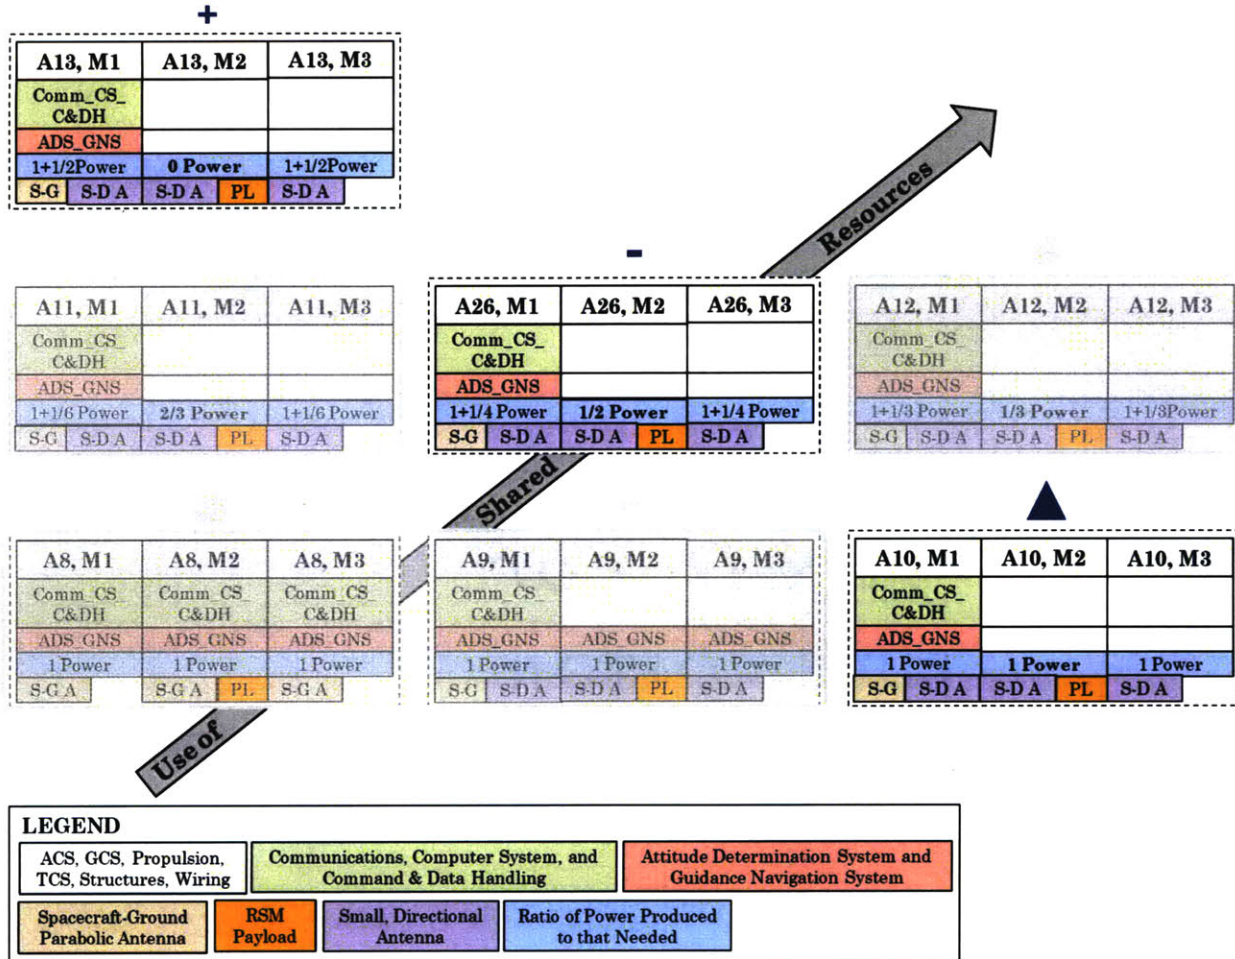 +
A13, M1 A13, M2 A13, M3
Comm_CS_
C&DH
ADS_GNS
1+1/2Power 0 Power 1+1/2Power
S-G S-D A S-D A PL S-D A
Resources
-
A11, M1 A11, M2 A11, M3
Comm_CS_
C&DH
ADS_GNS
1+1/6 Power 2/3 Power 1+1/6 Power
S-G S-D A S-D A PL S-D A
A26, M1 A26, M2 A26, M3
Comm_CS_
C&DH
ADS_GNS
1+1/4 Power 1/2 Power 1+1/4 Power
S-G S-D A S-D A PL S-D A
A12, M1 A12, M2 A12, M3
Comm_CS_
C&DH
ADS_GNS
1+1/3 Power 1/3 Power 1+1/3Power
S-G S-D A S-D A PL S-D A
Shared
A8, M1 A8, M2 A8, M3
Comm_CS_ Comm_CS_ Comm_CS_
C&DH C&DH C&DH
ADS_GNS ADS_GNS ADS_GNS
1 Power 1 Power 1 Power
S-G A S-G A PL S-G A
A9, M1 A9, M2 A9, M3
Comm_CS_
C&DH
ADS_GNS ADS_GNS ADS_GNS
1 Power 1 Power 1 Power
S-G S-D A S-D A PL S-D A
A10, M1 A10, M2 A10, M3
Comm_CS_
C&DH
ADS_GNS
1 Power 1 Power 1 Power
S-G S-D A S-D A PL S-D A
Use of
LEGEND
ACS, GCS, Propulsion,
TCS, Structures, Wiring
Communications, Computer System, and
Command & Data Handling
Attitude Determination System and
Guidance Navigation System
Spacecraft-Ground
Parabolic Antenna
RSM
Payload
Small, Directional
Antenna
Ratio of Power Produced
to that Needed